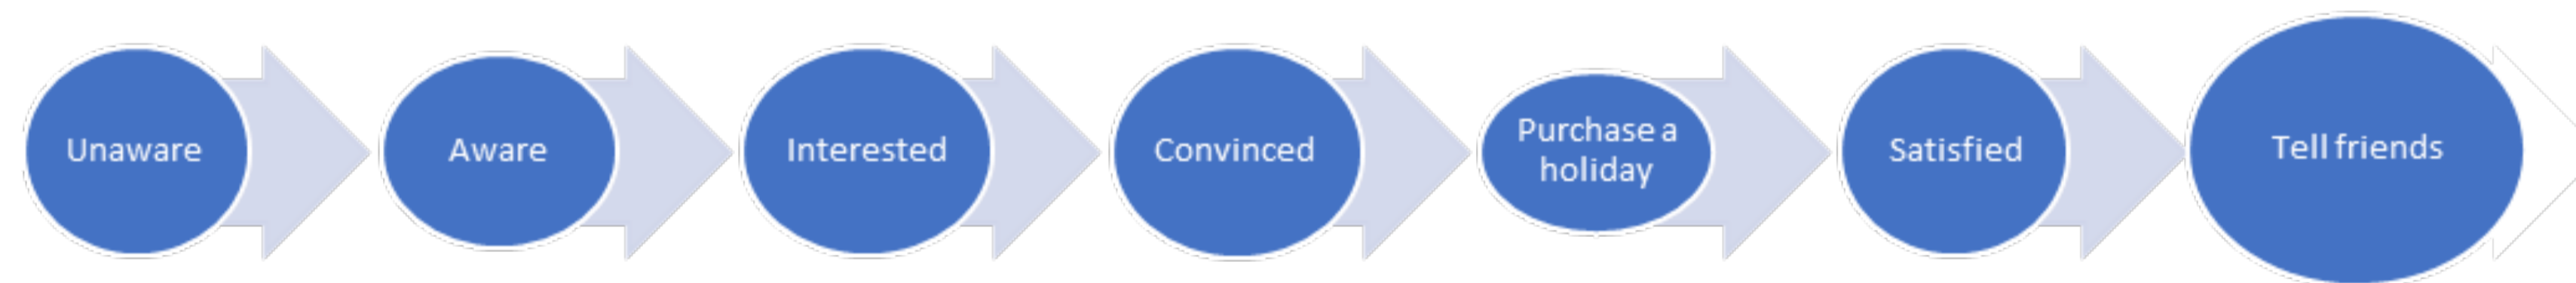 Unaware
Aware
Interested
Convinced
Purchase a
holiday
Satisfied
Tell friends